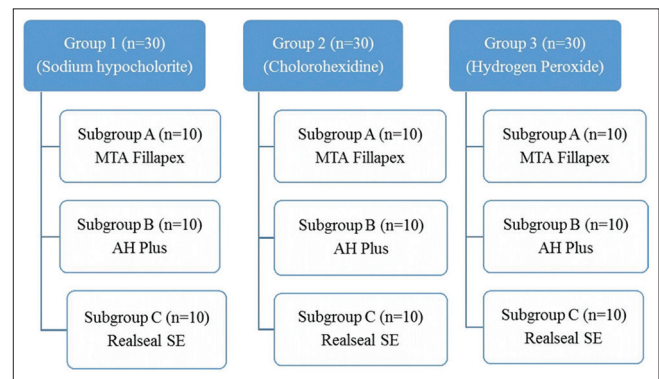 Group 1 (n=30)
(Sodium hypocholorite)
Subgroup A (n=10)
MTA Fillapex
Subgroup B (n=10)
AH Plus
Subgroup C (n=10)
Realseal SE
Group 2 (n=30)
(Cholorohexidine)
Subgroup A (n=10)
MTA Fillapex
Subgroup B (n=10)
AH Plus
Subgroup C (n=10)
Realseal SE
Group 3 (n=30)
(Hydrogen Peroxide)
Subgroup A (n=10)
MTA Fillapex
Subgroup B (n=10)
AH Plus
Subgroup C (n=10)
Realseal SE